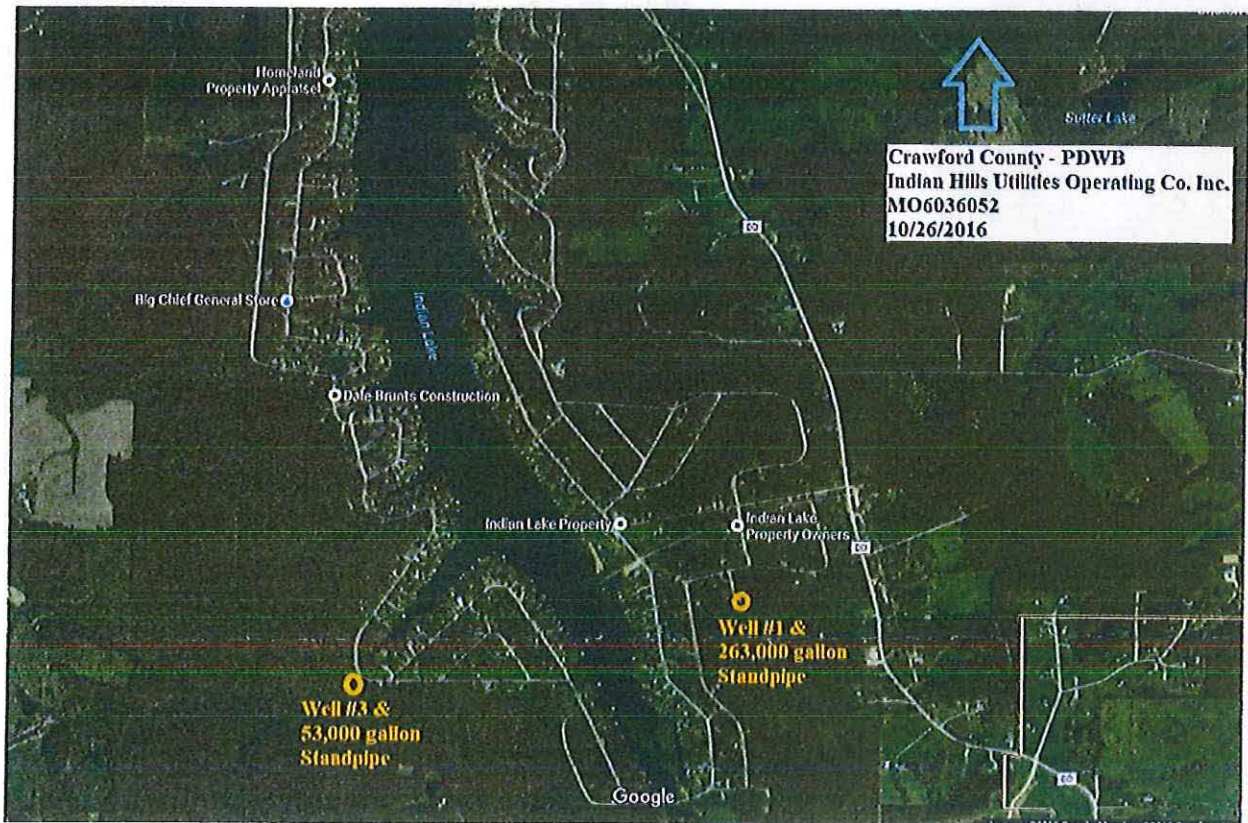 Homeland
Property Appraisel
Sutter Lake
Crawford County - PDWB
Indian Hills Utilities Operating Co. Inc.
MO6036052
10/26/2016
Big Chief General Store
Indian Lake
Dale Brunts Construction
Indian Lake Property
Indian Lake
Property Owners
Well #1 &
263,000 gallon
Standpipe
Well #3 &
53,000 gallon
Standpipe
Google